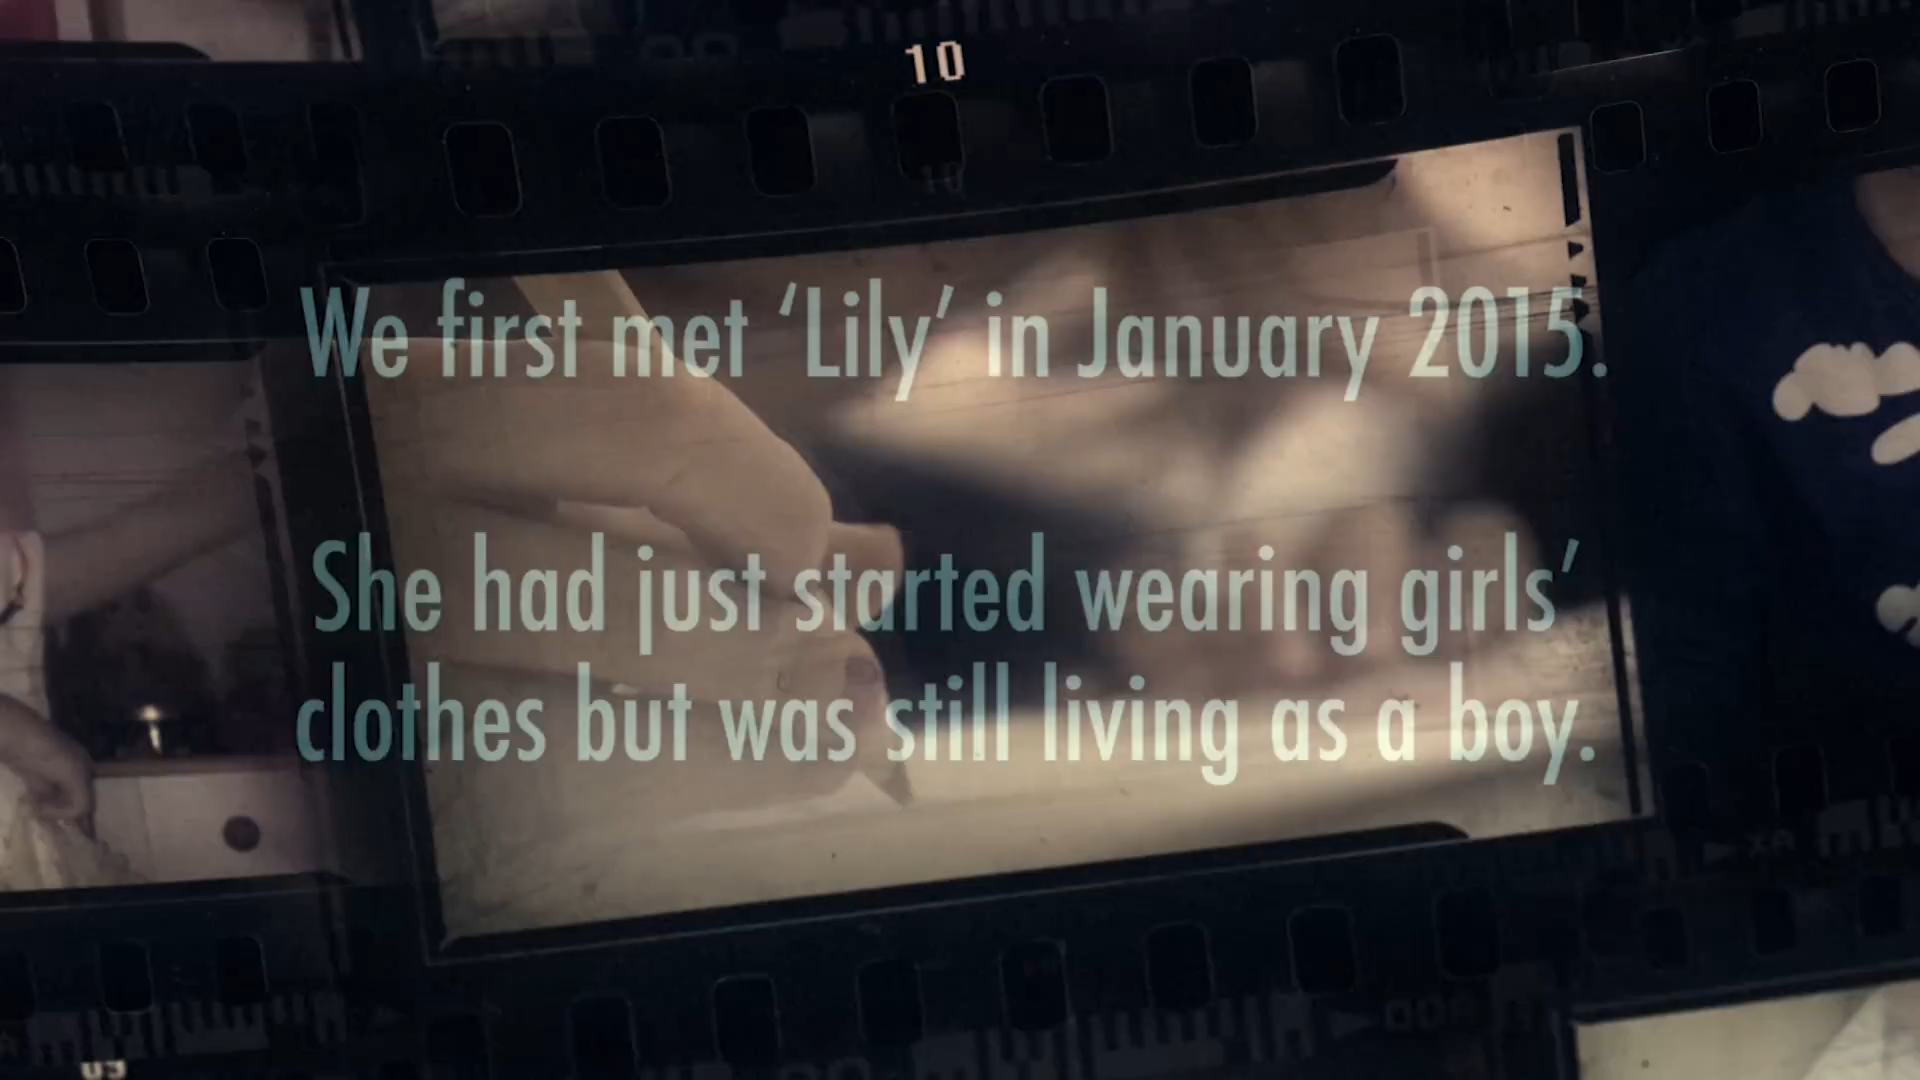 10
We first met ‘Lily’ in January 2015.
She had just started wearing girls’
clothes but was still living as a boy.